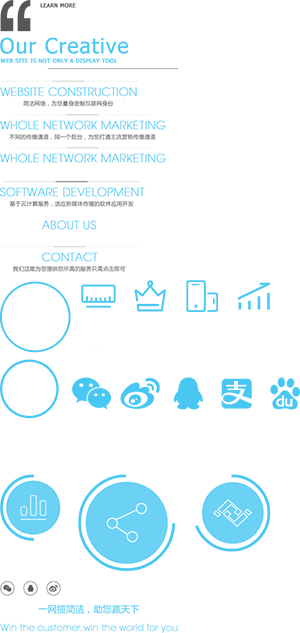 LEARN MORE
Our Creative
WEB SITE IS NOT ONLY A DISPLAY TOOL
WEBSITE CONSTRUCTION
简洁网络，为您量身定制互联网身份
WHOLE NETWORK MARKETING
不同的传播渠道，同一个后台，为您打通主流营销传播渠道
WHOLE NETWORK MARKETING
SOFTWARE DEVELOPMENT
基于云计算服务，适应新媒体传播的软件应用开发
ABOUT US
CONTACT
我们这能为您提供您所需的服务只需点击即可
支
du
一网揽简洁，助您赢天下
Win the customer,win the world for you